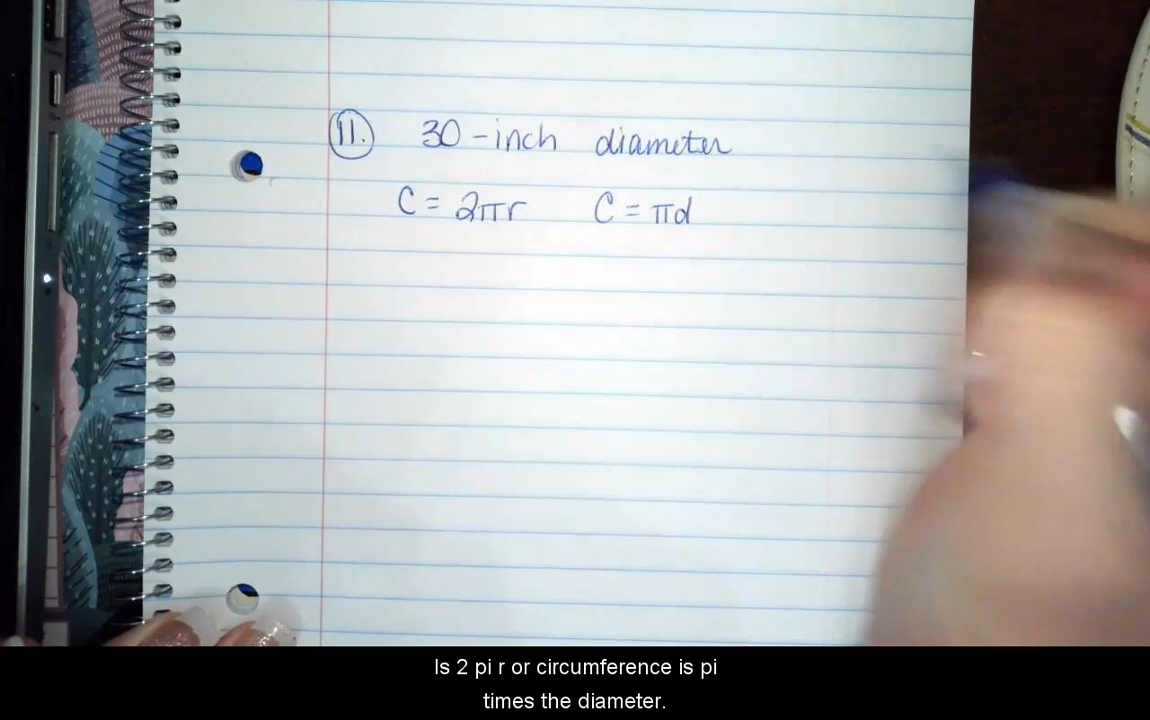 11. 30-inch diameter
C = 2πr C = πd
Is 2 pi r or circumference is pi
times the diameter.